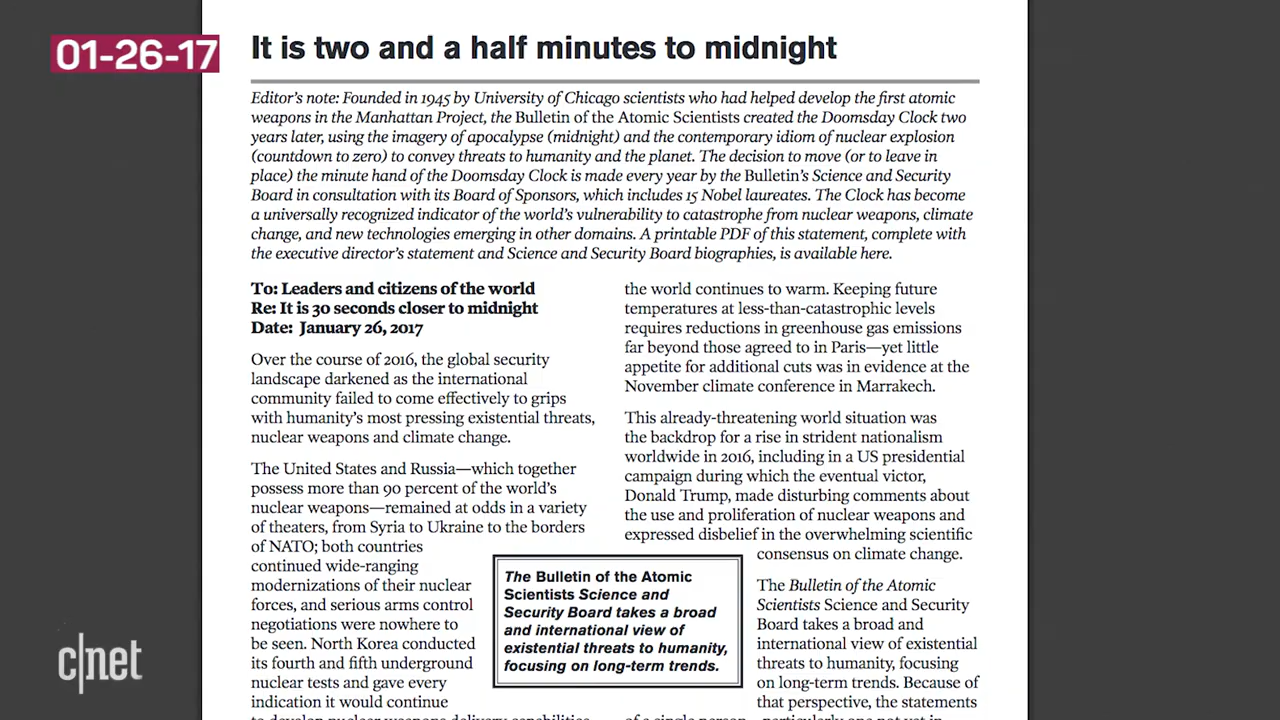 01-26-17
It is two and a half minutes to midnight
Editor's note: Founded in 1945 by University of Chicago scientists who had helped develop the first atomic
weapons in the Manhattan Project, the Bulletin of the Atomic Scientists created the Doomsday Clock two
years later, using the imagery of apocalypse (midnight) and the contemporary idiom of nuclear explosion
(countdown to zero) to convey threats to humanity and the planet. The decision to move (or to leave in
place) the minute hand of the Doomsday Clock is made every year by the Bulletin's Science and Security
Board in consultation with its Board of Sponsors, which includes 15 Nobel laureates. The Clock has become
a universally recognized indicator of the world's vulnerability to catastrophe from nuclear weapons, climate
change, and new technologies emerging in other domains. A printable PDF of this statement, complete with
the executive director's statement and Science and Security Board biographies, is available here.
To: Leaders and citizens of the world
Re: It is 30 seconds closer to midnight
Date: January 26, 2017
Over the course of 2016, the global security
landscape darkened as the international
community failed to come effectively to grips
with humanity's most pressing existential threats,
nuclear weapons and climate change.
The United States and Russia—which together
possess more than 90 percent of the world's
nuclear weapons—remained at odds in a variety
of theaters, from Syria to Ukraine to the borders
of NATO; both countries
continued wide-ranging
modernizations of their nuclear
forces, and serious arms control
negotiations were nowhere to
be seen. North Korea conducted
its fourth and fifth underground
nuclear tests and gave every
indication it would continue
to develop nuclear weapons delivery capabilities
the world continues to warm. Keeping future
temperatures at less-than-catastrophic levels
requires reductions in greenhouse gas emissions
far beyond those agreed to in Paris—yet little
appetite for additional cuts was in evidence at the
November climate conference in Marrakech.
This already-threatening world situation was
the backdrop for a rise in strident nationalism
worldwide in 2016, including in a US presidential
campaign during which the eventual victor,
Donald Trump, made disturbing comments about
the use and proliferation of nuclear weapons and
expressed disbelief in the overwhelming scientific
consensus on climate change.
The Bulletin of the Atomic
Scientists Science and Security
Board takes a broad and
international view of existential
threats to humanity, focusing
on long-term trends. Because of
that perspective, the statements
of a single person—particularly one not yet in
The Bulletin of the Atomic
Scientists Science and
Security Board takes a broad
and international view of
existential threats to humanity,
focusing on long-term trends.
c|net